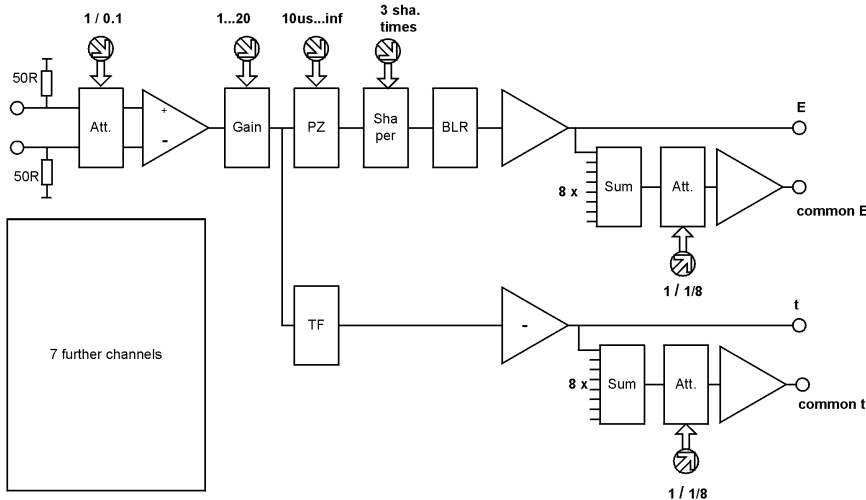 1 / 0.1
1...20
10us...inf
3 sha.
times
50R
Att.
+
-
Gain
PZ
Sha
per
BLR
E
50R
8 x
Sum
Att.
common E
1 / 1/8
7 further channels
TF
-
t
8 x
Sum
Att.
common t
1 / 1/8